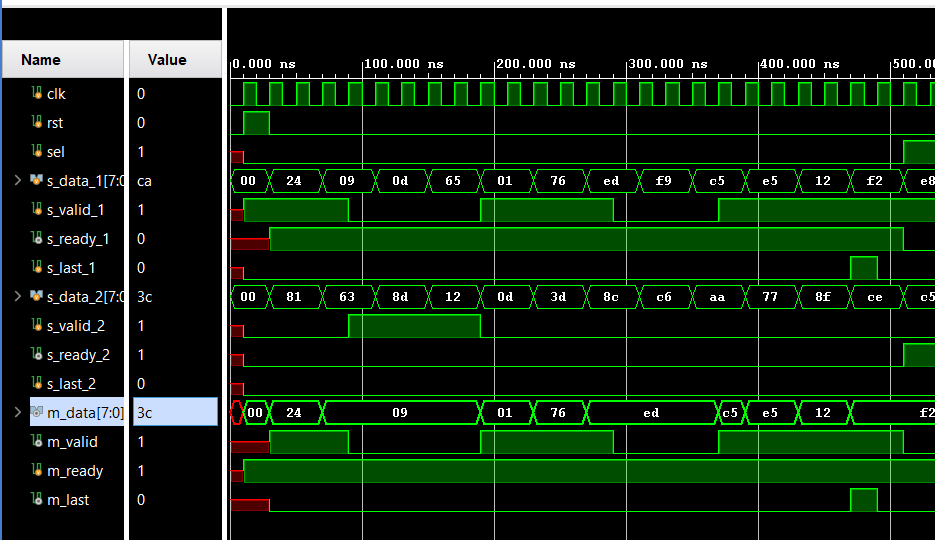 Name Value
0.000 ns 100.000 ns 200.000 ns 300.000 ns 400.000 ns 500.0
clk 0
rst 0
sel 1
s_data_1[7:0 ca 00 24 09 0d 65 01 76 ed f9 c5 e5 12 f2 e8
s_valid_1 1
s_ready_1 0
s_last_1 0
s_data_2[7:0 3c 00 81 63 8d 12 0d 3d 8c c6 aa 77 8f ce c5
s_valid_2 1
s_ready_2 1
s_last_2 0
m_data[7:0] 3c 00 24 09 01 76 ed c5 e5 12 f2
m_valid 1
m_ready 1
m_last 0